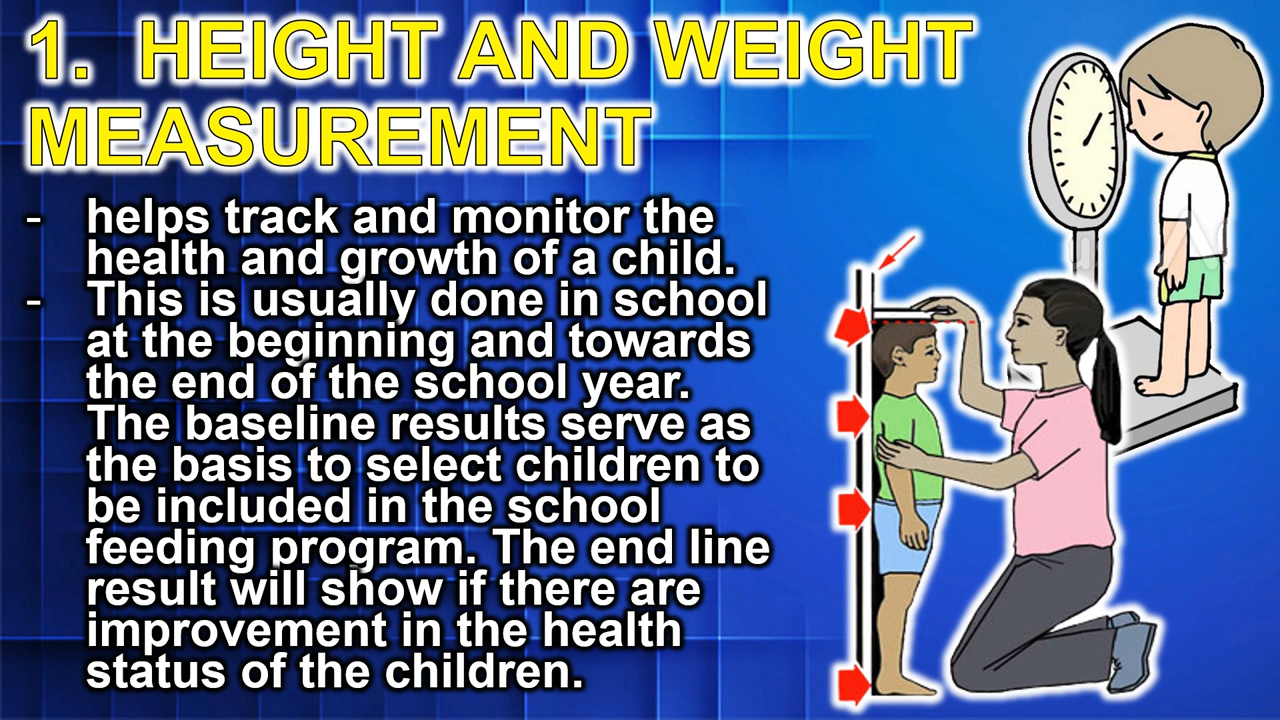 1. HEIGHT AND WEIGHT
MEASUREMENT
- helps track and monitor the
health and growth of a child.
- This is usually done in school
at the beginning and towards
the end of the school year.
The baseline results serve as
the basis to select children to
be included in the school
feeding program. The end line
result will show if there are
improvement in the health
status of the children.